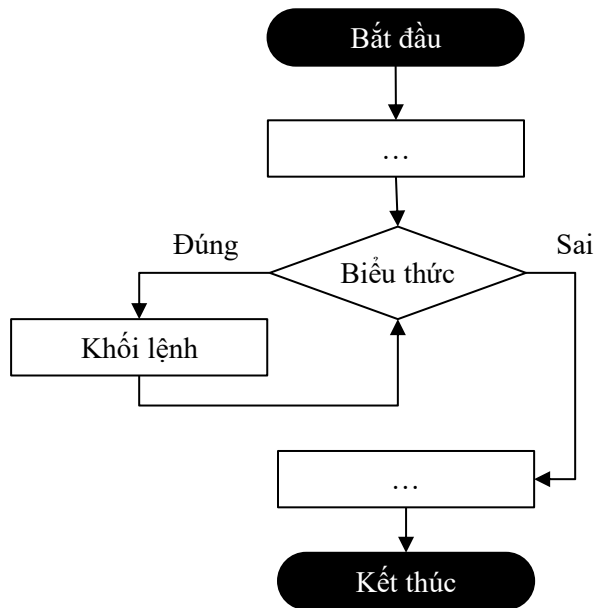 Bắt đầu
…
Đúng
Sai
Biểu thức
Khối lệnh
…
Kết thúc